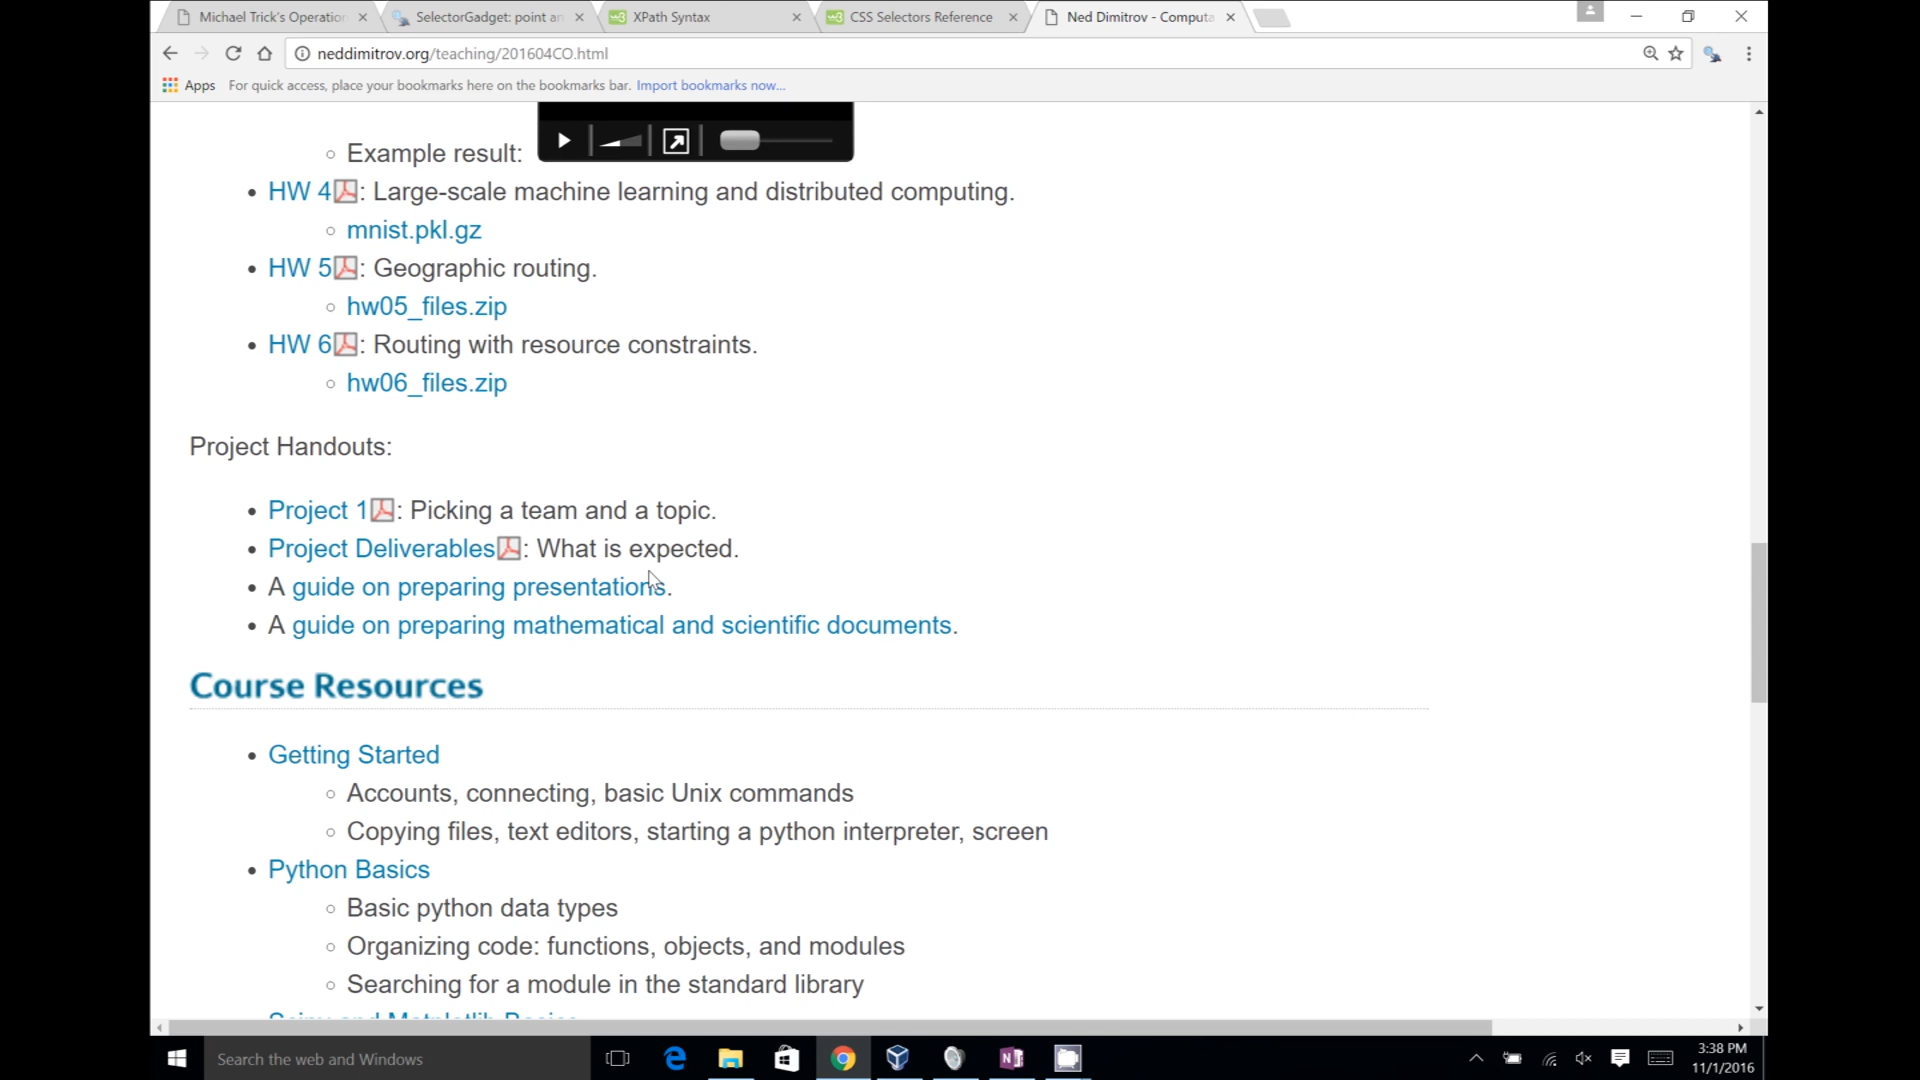 Michael Trick's Operation
SelectorGadget: point an
XPath Syntax
CSS Selectors Reference
Ned Dimitrov - Computa
neddimitrov.org/teaching/201604CO.html
Apps For quick access, place your bookmarks here on the bookmarks bar. Import bookmarks now...
Example result:
HW 4: Large-scale machine learning and distributed computing.
mnist.pkl.gz
HW 5: Geographic routing.
hw05_files.zip
HW 6: Routing with resource constraints.
hw06_files.zip
Project Handouts:
Project 1: Picking a team and a topic.
Project Deliverables: What is expected.
A guide on preparing presentations.
A guide on preparing mathematical and scientific documents.
Course Resources
Getting Started
Accounts, connecting, basic Unix commands
Copying files, text editors, starting a python interpreter, screen
Python Basics
Basic python data types
Organizing code: functions, objects, and modules
Searching for a module in the standard library
Scipy and Matplotlib Basics
Search the web and Windows
3:38 PM
11/1/2016